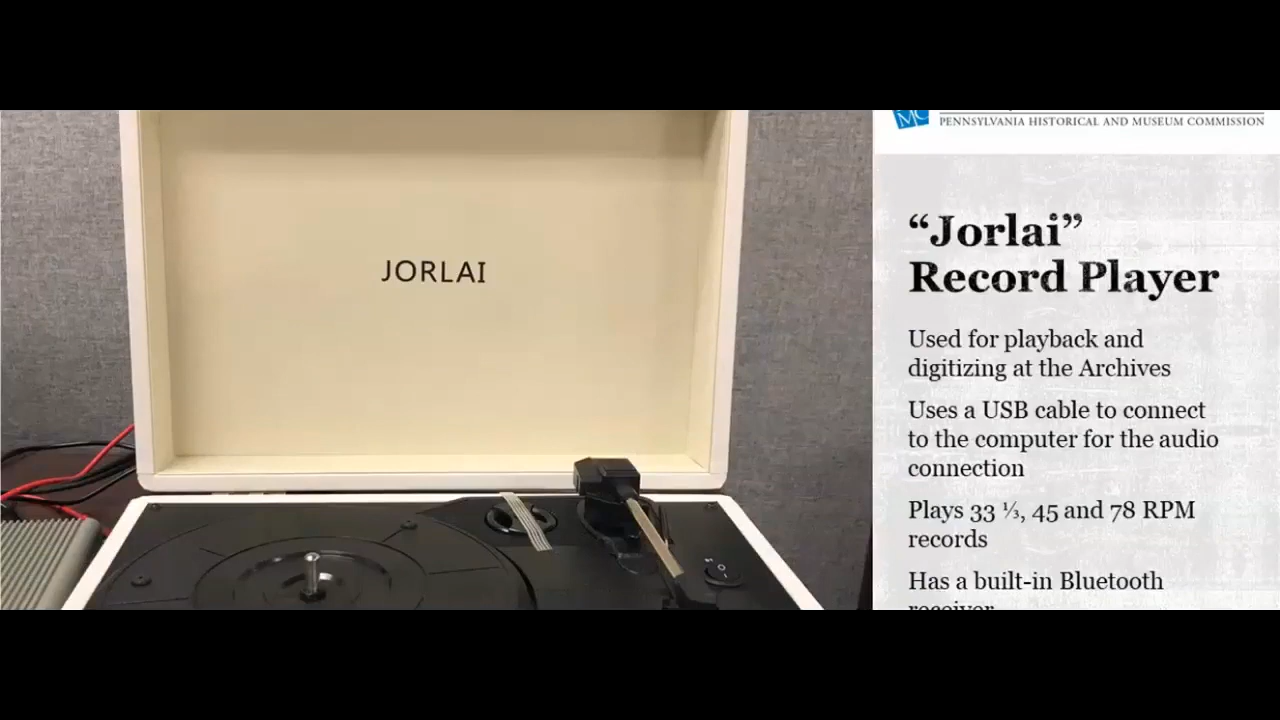 JORLAI
MC
PENNSYLVANIA HISTORICAL AND MUSEUM COMMISSION
“Jorlai”
Record Player
Used for playback and
digitizing at the Archives
Uses a USB cable to connect
to the computer for the audio
connection
Plays 33 ⅓, 45 and 78 RPM
records
Has a built-in Bluetooth
receiver